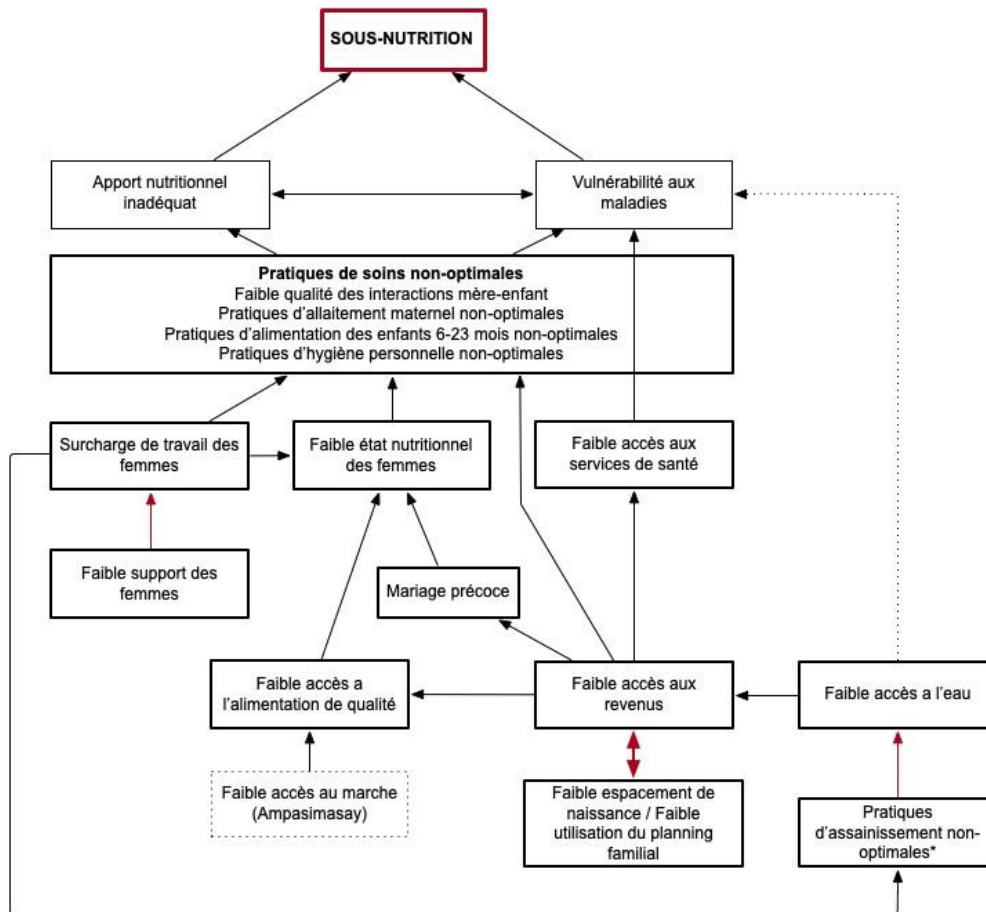 SOUS-NUTRITION
Apport nutritionnel
inadéquat
Vulnérabilité aux
maladies
Pratiques de soins non-optimales
Faible qualité des interactions mère-enfant
Pratiques d'allaitement maternel non-optimales
Pratiques d'alimentation des enfants 6-23 mois non-optimales
Pratiques d'hygiène personnelle non-optimales
Surcharge de travail des
femmes
Faible état nutritionnel
des femmes
Faible accès aux
services de santé
Faible support des
femmes
Mariage précoce
Faible accès a
l'alimentation de qualité
Faible accès aux
revenus
Faible accès a l'eau
Faible accès au marche
(Ampasimasay)
Faible espacement de
naissance / Faible
utilisation du planning
familial
Pratiques
d'assainissement non-
optimales*